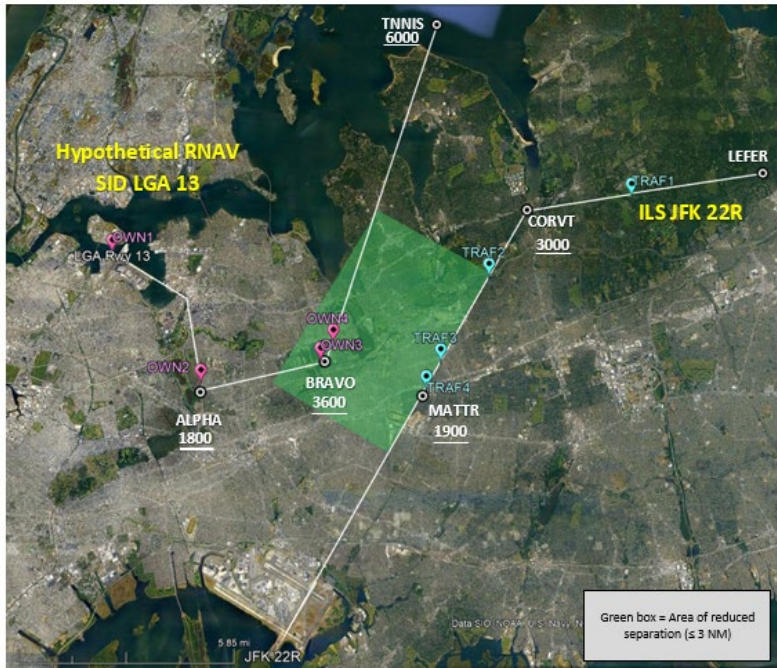 TNNIS
6000
Hypothetical RNAV
SID LGA 13
LEFER
TRAF1
ILS JFK 22R
CORVT
3000
OWN1
LGA Rwy 13
TRAF2
OWN4
OWN3
TRAF3
OWN2
BRAVO
3600
TRAF4
ALPHA
1800
MATTR
1900
Green box = Area of reduced
separation (≤ 3 NM)
Data SIO, NOAA, U.S. Navy, N
5.85 mi
JFK 22R